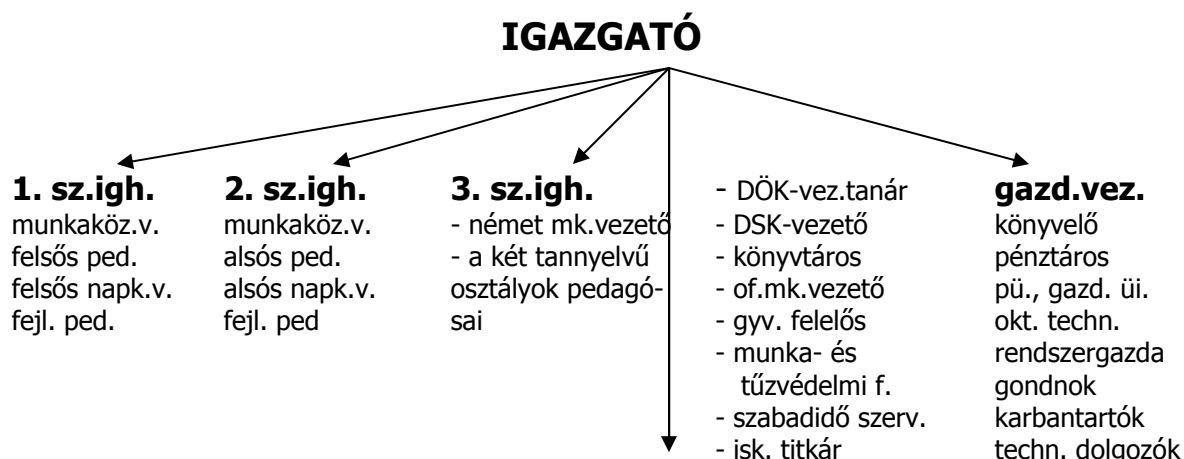 IGAZGATÓ
1. sz.igh.
munkaköz.v.
felsős ped.
felsős napk.v.
fejl. ped.
2. sz.igh.
munkaköz.v.
alsós ped.
alsós napk.v.
fejl. ped
3. sz.igh.
- német mk.vezető
- a két tannyelvű
osztályok pedagó-
sai
- DÖK-vez.tanár
- DSK-vezető
- könyvtáros
- of.mk.vezető
- gyv. felelős
- munka- és
tűzvédelmi f.
- szabadidő szerv.
- isk. titkár
gazd.vez.
könyvelő
pénztáros
pü., gazd. üi.
okt. techn.
rendszergazda
gondnok
karbantartók
techn. dolgozók